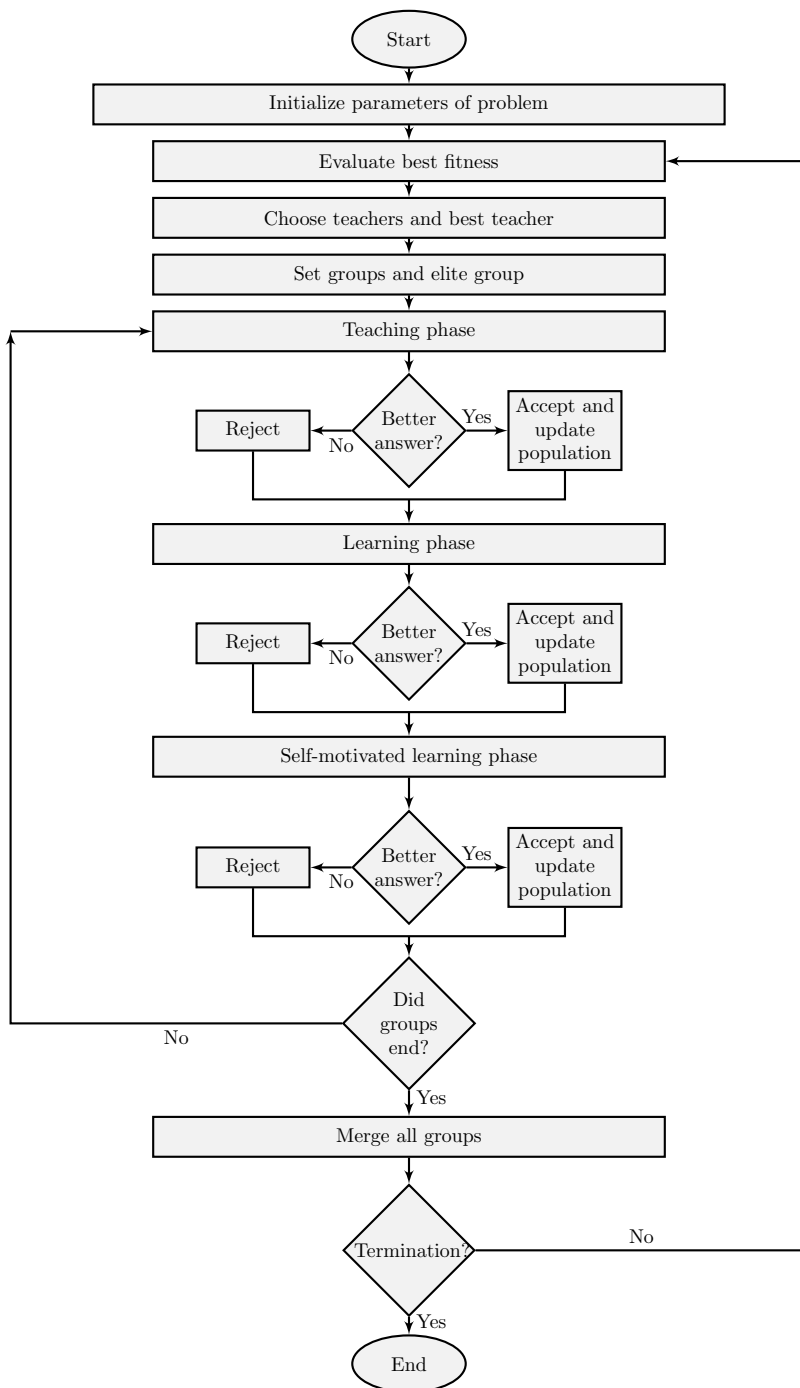 Start
Initialize parameters of problem
Evaluate best fitness
Choose teachers and best teacher
Set groups and elite group
Teaching phase
Reject
No
Better
answer?
Yes
Accept and
update
population
Learning phase
Reject
No
Better
answer?
Yes
Accept and
update
population
Self-motivated learning phase
Reject
No
Better
answer?
Yes
Accept and
update
population
Did
groups
end?
No
Yes
Merge all groups
Termination?
No
Yes
End